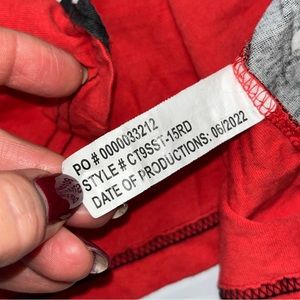 PO # 0000033212
STYLE # CT9SST-15RD
DATE OF PRODUCTIONS: 06/2022